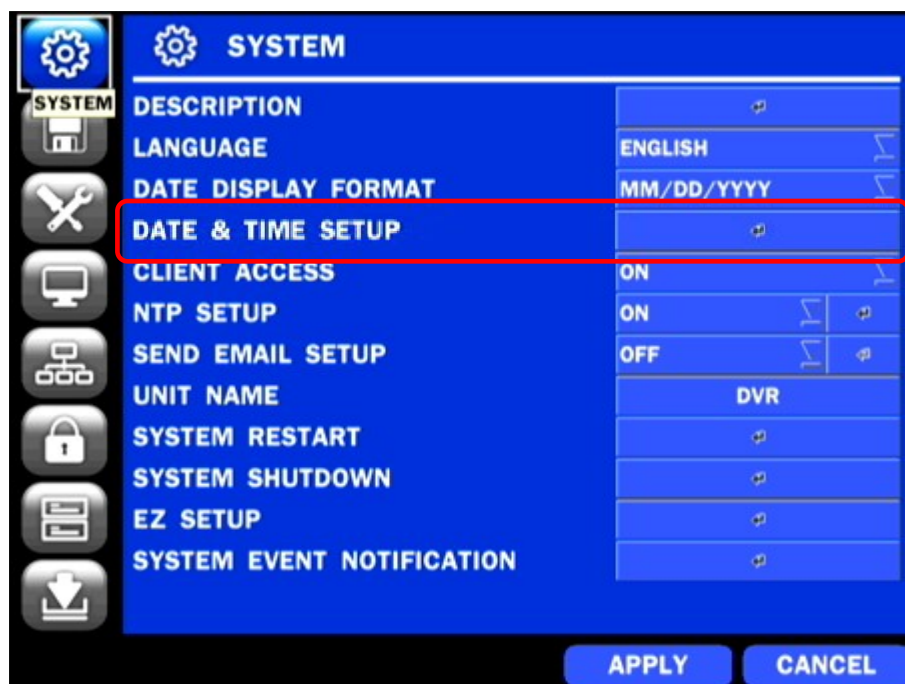 SYSTEM
SYSTEM
DESCRIPTION
LANGUAGE ENGLISH
DATE DISPLAY FORMAT MM/DD/YYYY
DATE & TIME SETUP
CLIENT ACCESS ON
NTP SETUP ON
SEND EMAIL SETUP OFF
UNIT NAME DVR
SYSTEM RESTART
SYSTEM SHUTDOWN
EZ SETUP
SYSTEM EVENT NOTIFICATION
APPLY CANCEL